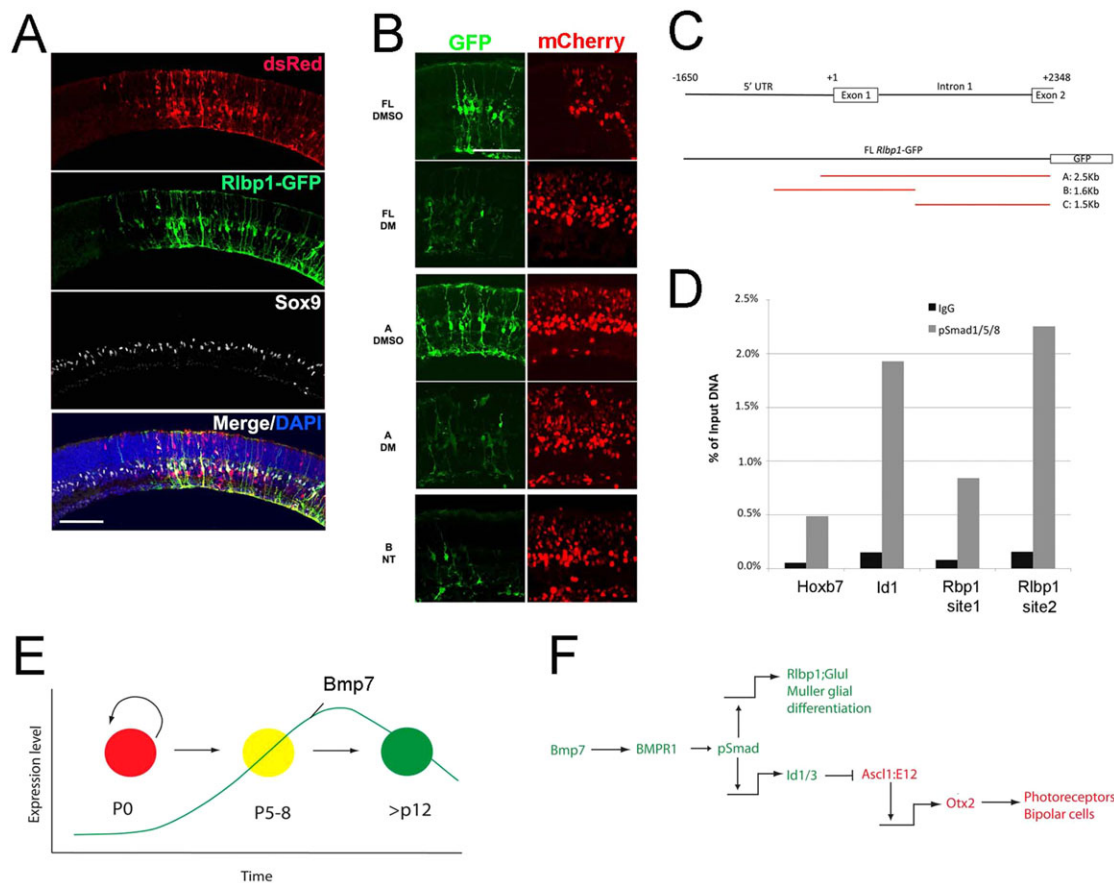 A
dsRed
Rlbp1-GFP
Sox9
Merge/DAPI
B
GFP
mCherry
FL
DMSO
FL
DM
A
DMSO
A
DM
B
NT
C
-1650
5' UTR
+1
Exon 1
Intron 1
+2348
Exon 2
FL Rlbp1-GFP
GFP
A: 2.5Kb
B: 1.6Kb
C: 1.5Kb
D
% of Input DNA
2.5%
2.0%
1.5%
1.0%
0.5%
0.0%
IgG
pSmad1/5/8
Hoxb7
Id1
Rbp1
site1
Rlbp1
site2
E
Expression level
Bmp7
P0
P5-8
>p12
Time
F
Rlbp1;Glul
Muller glial
differentiation
Bmp7
BMPR1
pSmad
Id1/3
Ascl1:E12
Otx2
Photoreceptors
Bipolar cells